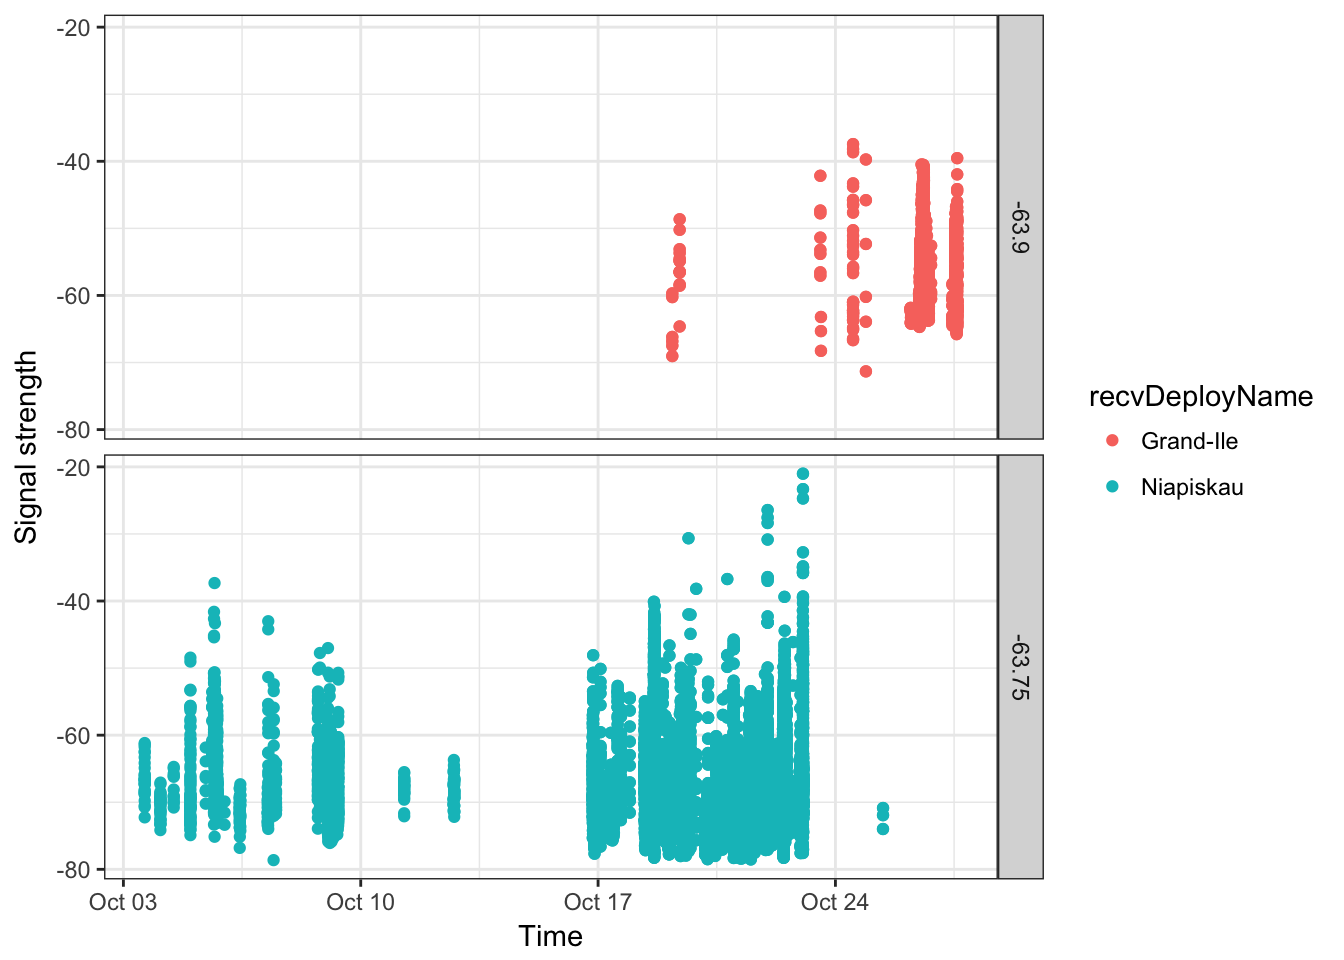 -20
-40
-60
-80
-63.9
-20
-40
-60
-80
-63.75
Signal strength
Oct 03
Oct 10
Oct 17
Oct 24
Time
recvDeployName
Grand-Ile
Niapiskau